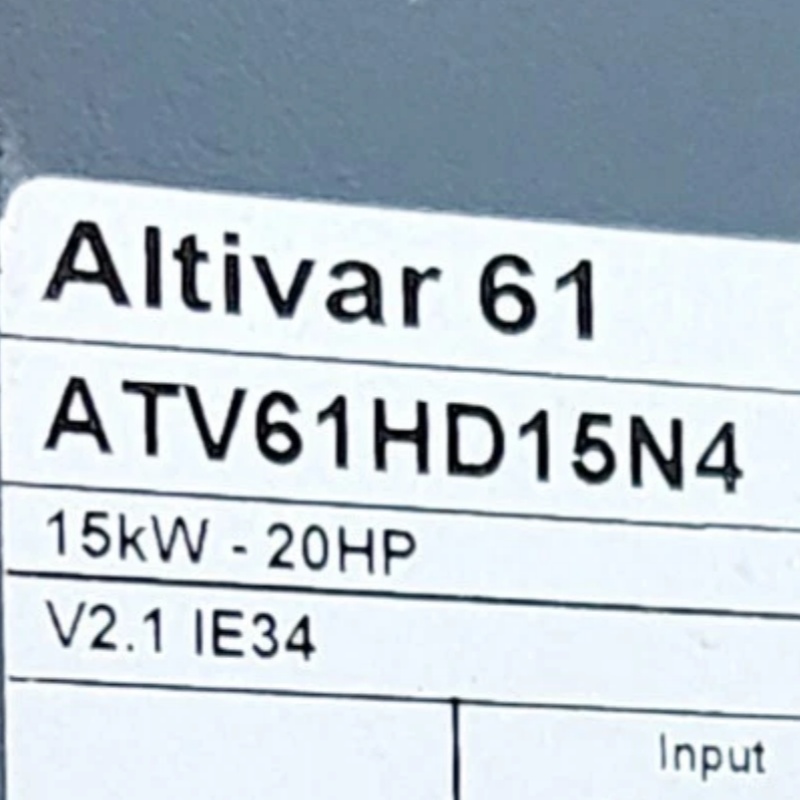 Altivar 61
ATV61HD15N4
15kW - 20HP
V2.1 IE34
Input